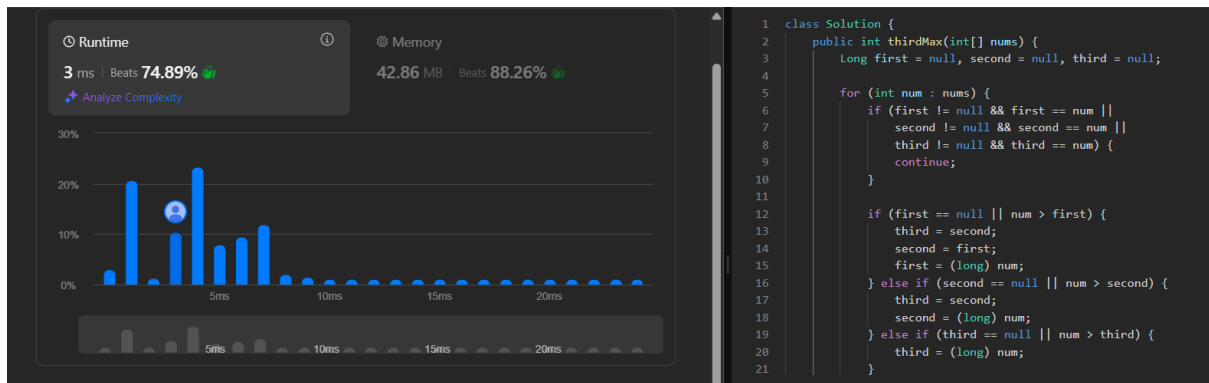 Runtime
3 ms | Beats 74.89%
Analyze Complexity
Memory
42.86 MB | Beats 88.26%
30%
20%
10%
0%
5ms 10ms 15ms 20ms
5ms 10ms 15ms 20ms
1 class Solution {
2 public int thirdMax(int[] nums) {
3 Long first = null, second = null, third = null;
4
5 for (int num : nums) {
6 if (first != null && first == num ||
7 second != null && second == num ||
8 third != null && third == num) {
9 continue;
10 }
11
12 if (first == null || num > first) {
13 third = second;
14 second = first;
15 first = (long) num;
16 } else if (second == null || num > second) {
17 third = second;
18 second = (long) num;
19 } else if (third == null || num > third) {
20 third = (long) num;
21 }